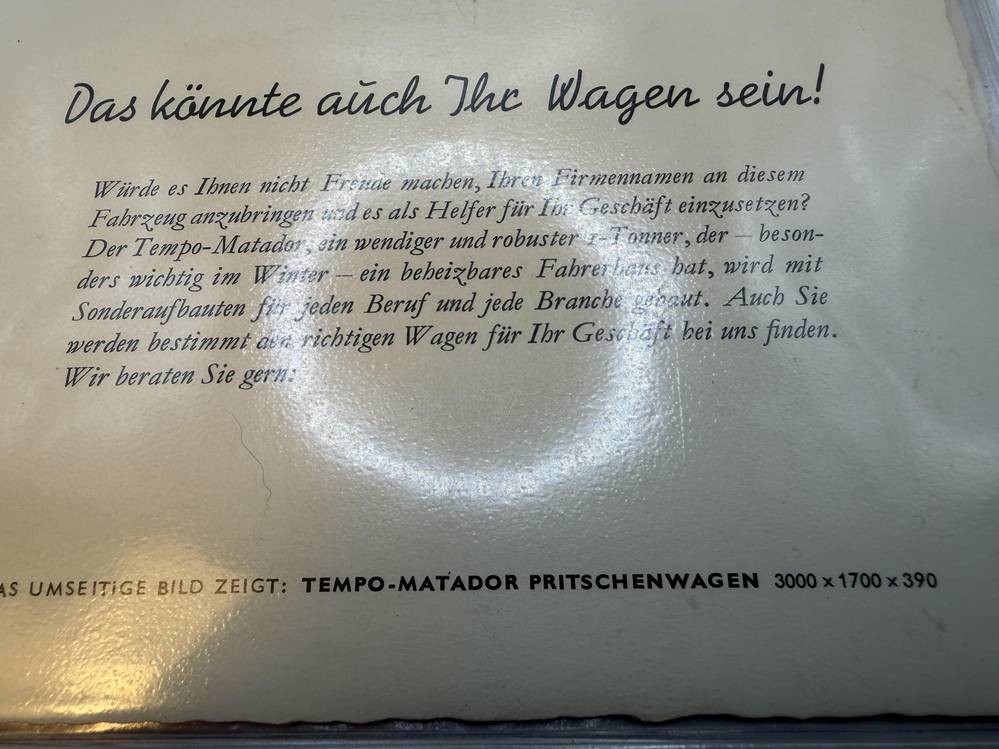 Das könnte auch Ihr Wagen sein!
Würde es Ihnen nicht Freude machen, Ihren Firmennamen an diesem
Fahrzeug anzubringen und es als Helfer für Ihr Geschäft einzusetzen?
Der Tempo-Matador, ein wendiger und robuster 1-Tonner, der – beson-
ders wichtig im Winter – ein beheizbares Fahrerhaus hat, wird mit
Sonderaufbauten für jeden Beruf und jede Branche gebaut. Auch Sie
werden bestimmt den richtigen Wagen für Ihr Geschäft bei uns finden.
Wir beraten Sie gern:
AS UMSEITIGE BILD ZEIGT: TEMPO-MATADOR PRITSCHENWAGEN 3000 x 1700 x 390